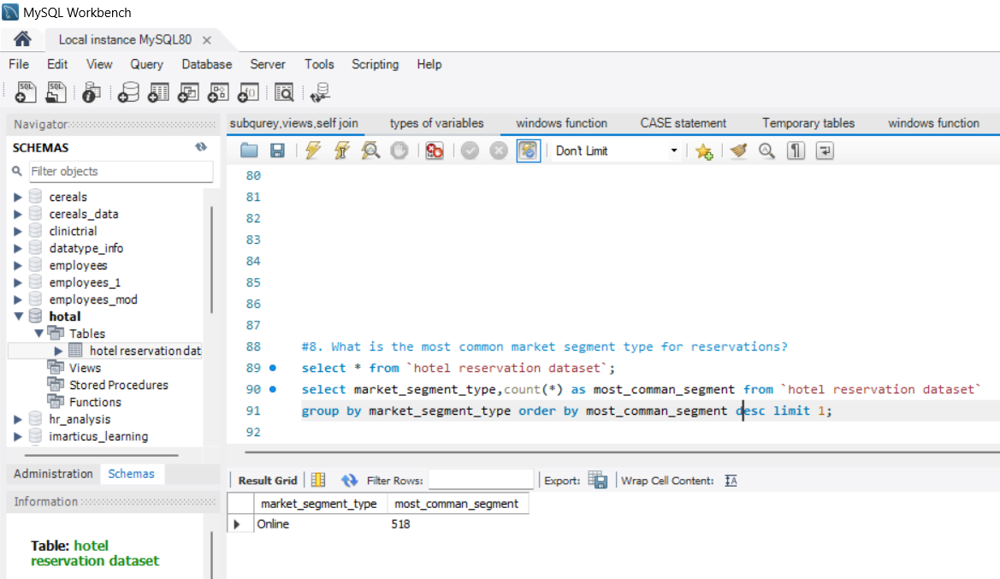 MySQL Workbench
Local instance MySQL80
File Edit View Query Database Server Tools Scripting Help
Navigator
SCHEMAS
Filter objects
cereals
cereals_data
clinictrial
datatype_info
employees
employees_1
employees_mod
hotal
Tables
hotel reservation dat
Views
Stored Procedures
Functions
hr_analysis
imarticus_learning
Administration Schemas
Information
Table: hotel
reservation dataset
subqurey,views,self join types of variables windows function CASE statement Temporary tables windows function
Don't Limit
80
81
82
83
84
85
86
87
88 #8. What is the most common market segment type for reservations?
89 select * from `hotel reservation dataset`;
90 select market_segment_type,count(*) as most_comman_segment from `hotel reservation dataset`
91 group by market_segment_type order by most_comman_segment desc limit 1;
92
Result Grid Filter Rows: Export: Wrap Cell Content:
market_segment_type most_comman_segment
Online 518